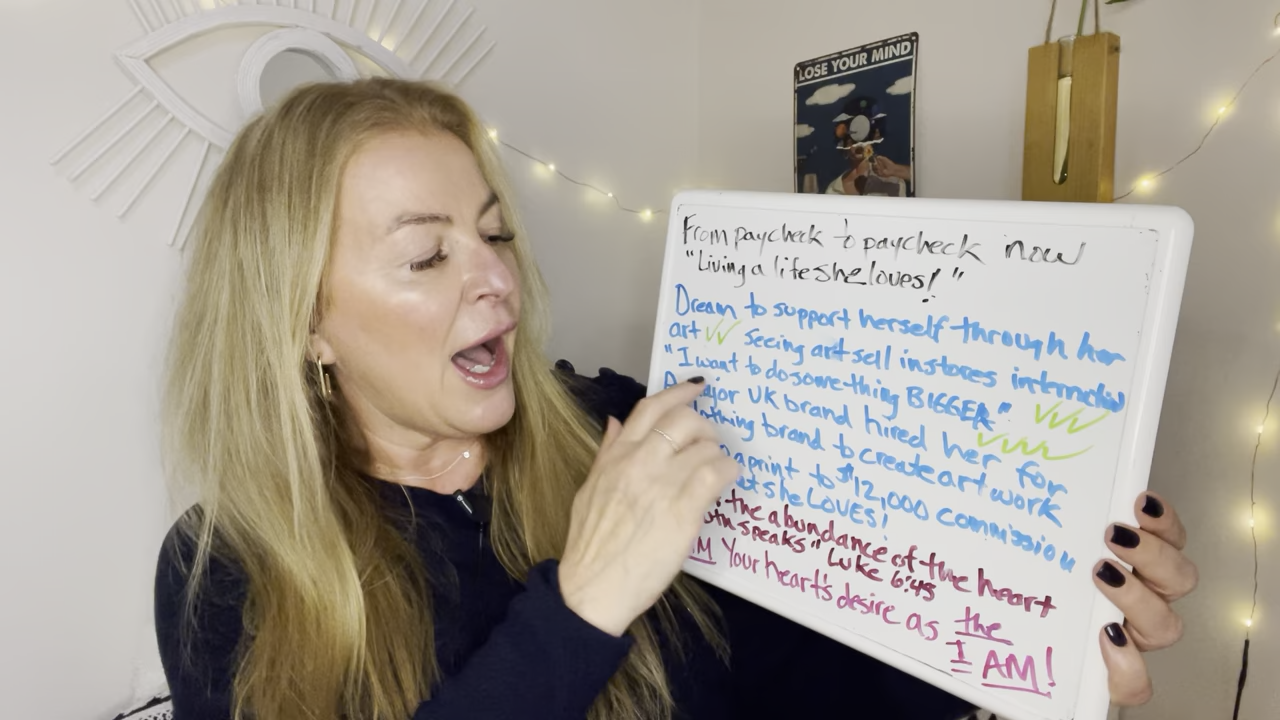 LOSE YOUR MIND
From paycheck to paycheck now
"Living a life she loves!"
Dream to support herself through her
art seeing art sell in stores
"I want to do something BIGGER"
A major UK brand hired her for
clothing brand to create art work
a print to $12,000 commission
she LOVES!
the abundance of the heart
speaks" Luke 6:45
AM Your heart's desire as the
I AM!